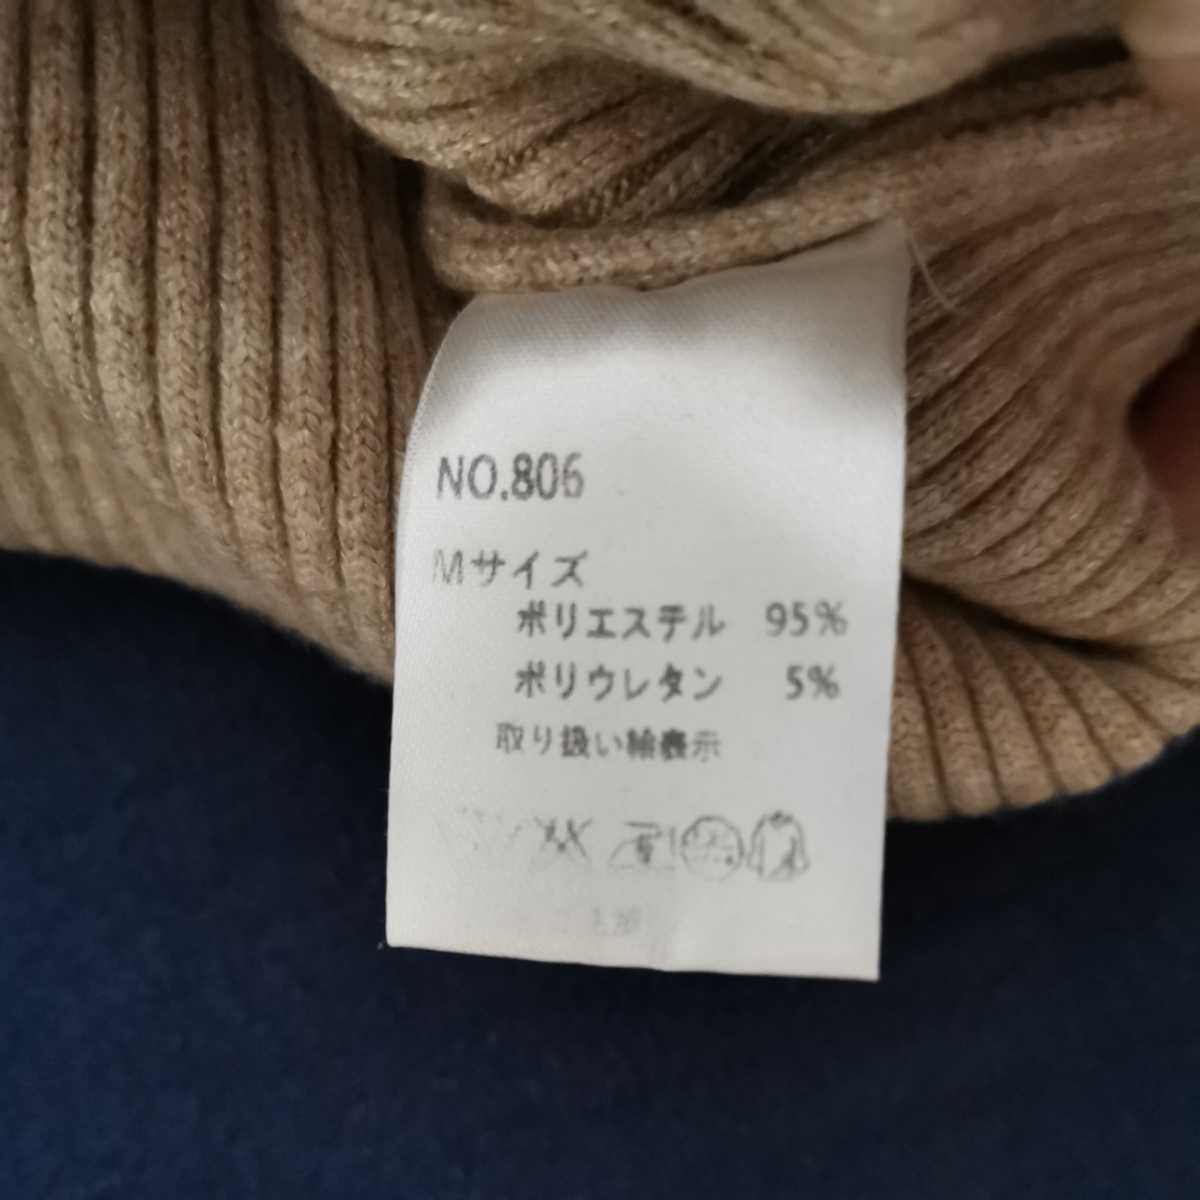 NO.806
Mサイズ
ポリエステル 95%
ポリウレタン 5%
取り扱い絵表示